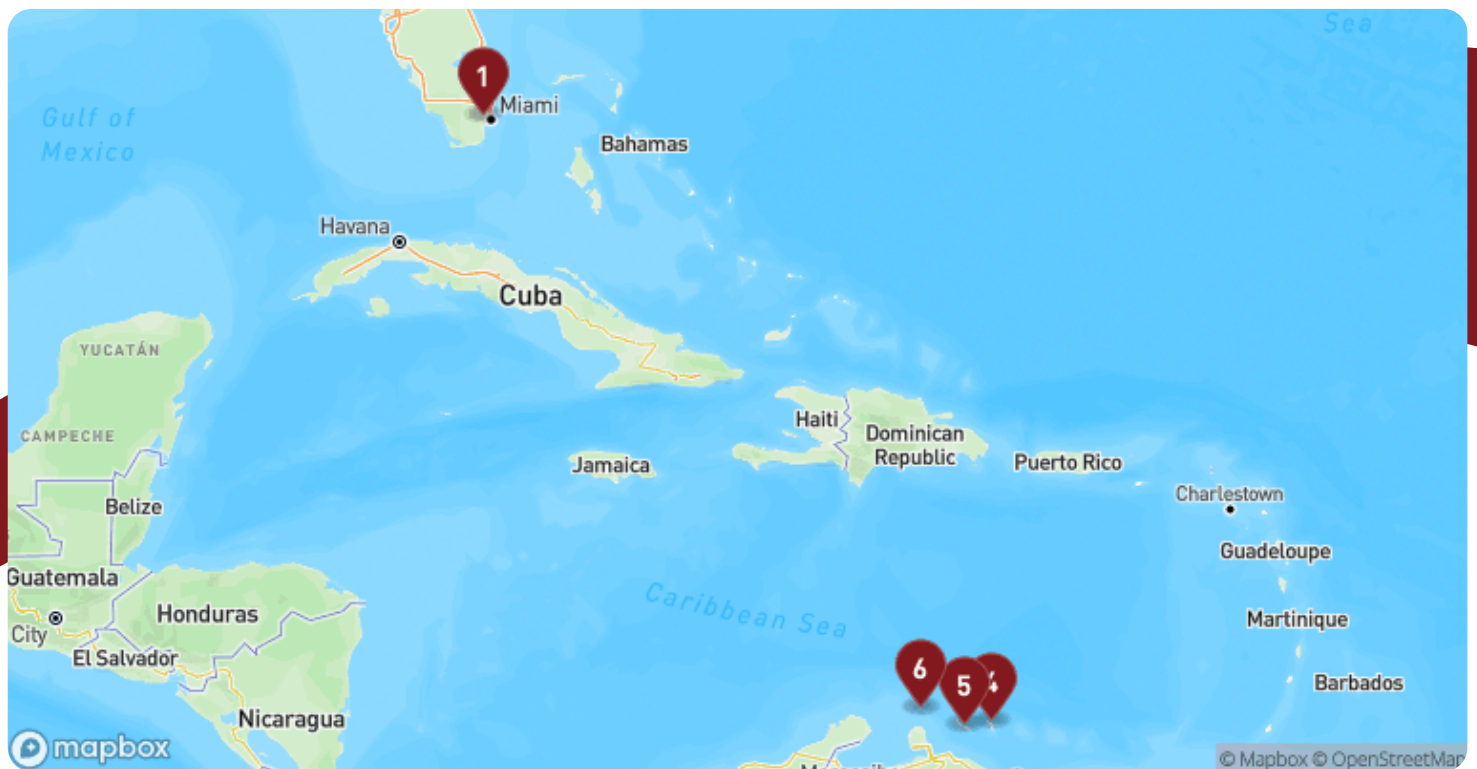 Sea
1
Gulf of
Mexico
Miami
Bahamas
Havana
Cuba
YUCATÁN
CAMPECHE
Haiti
Dominican
Republic
Jamaica
Puerto Rico
Belize
Charlestown
Guadeloupe
Guatemala
Caribbean Sea
Honduras
City
Martinique
El Salvador
6
5
4
Barbados
Nicaragua
mapbox
© Mapbox © OpenStreetMap